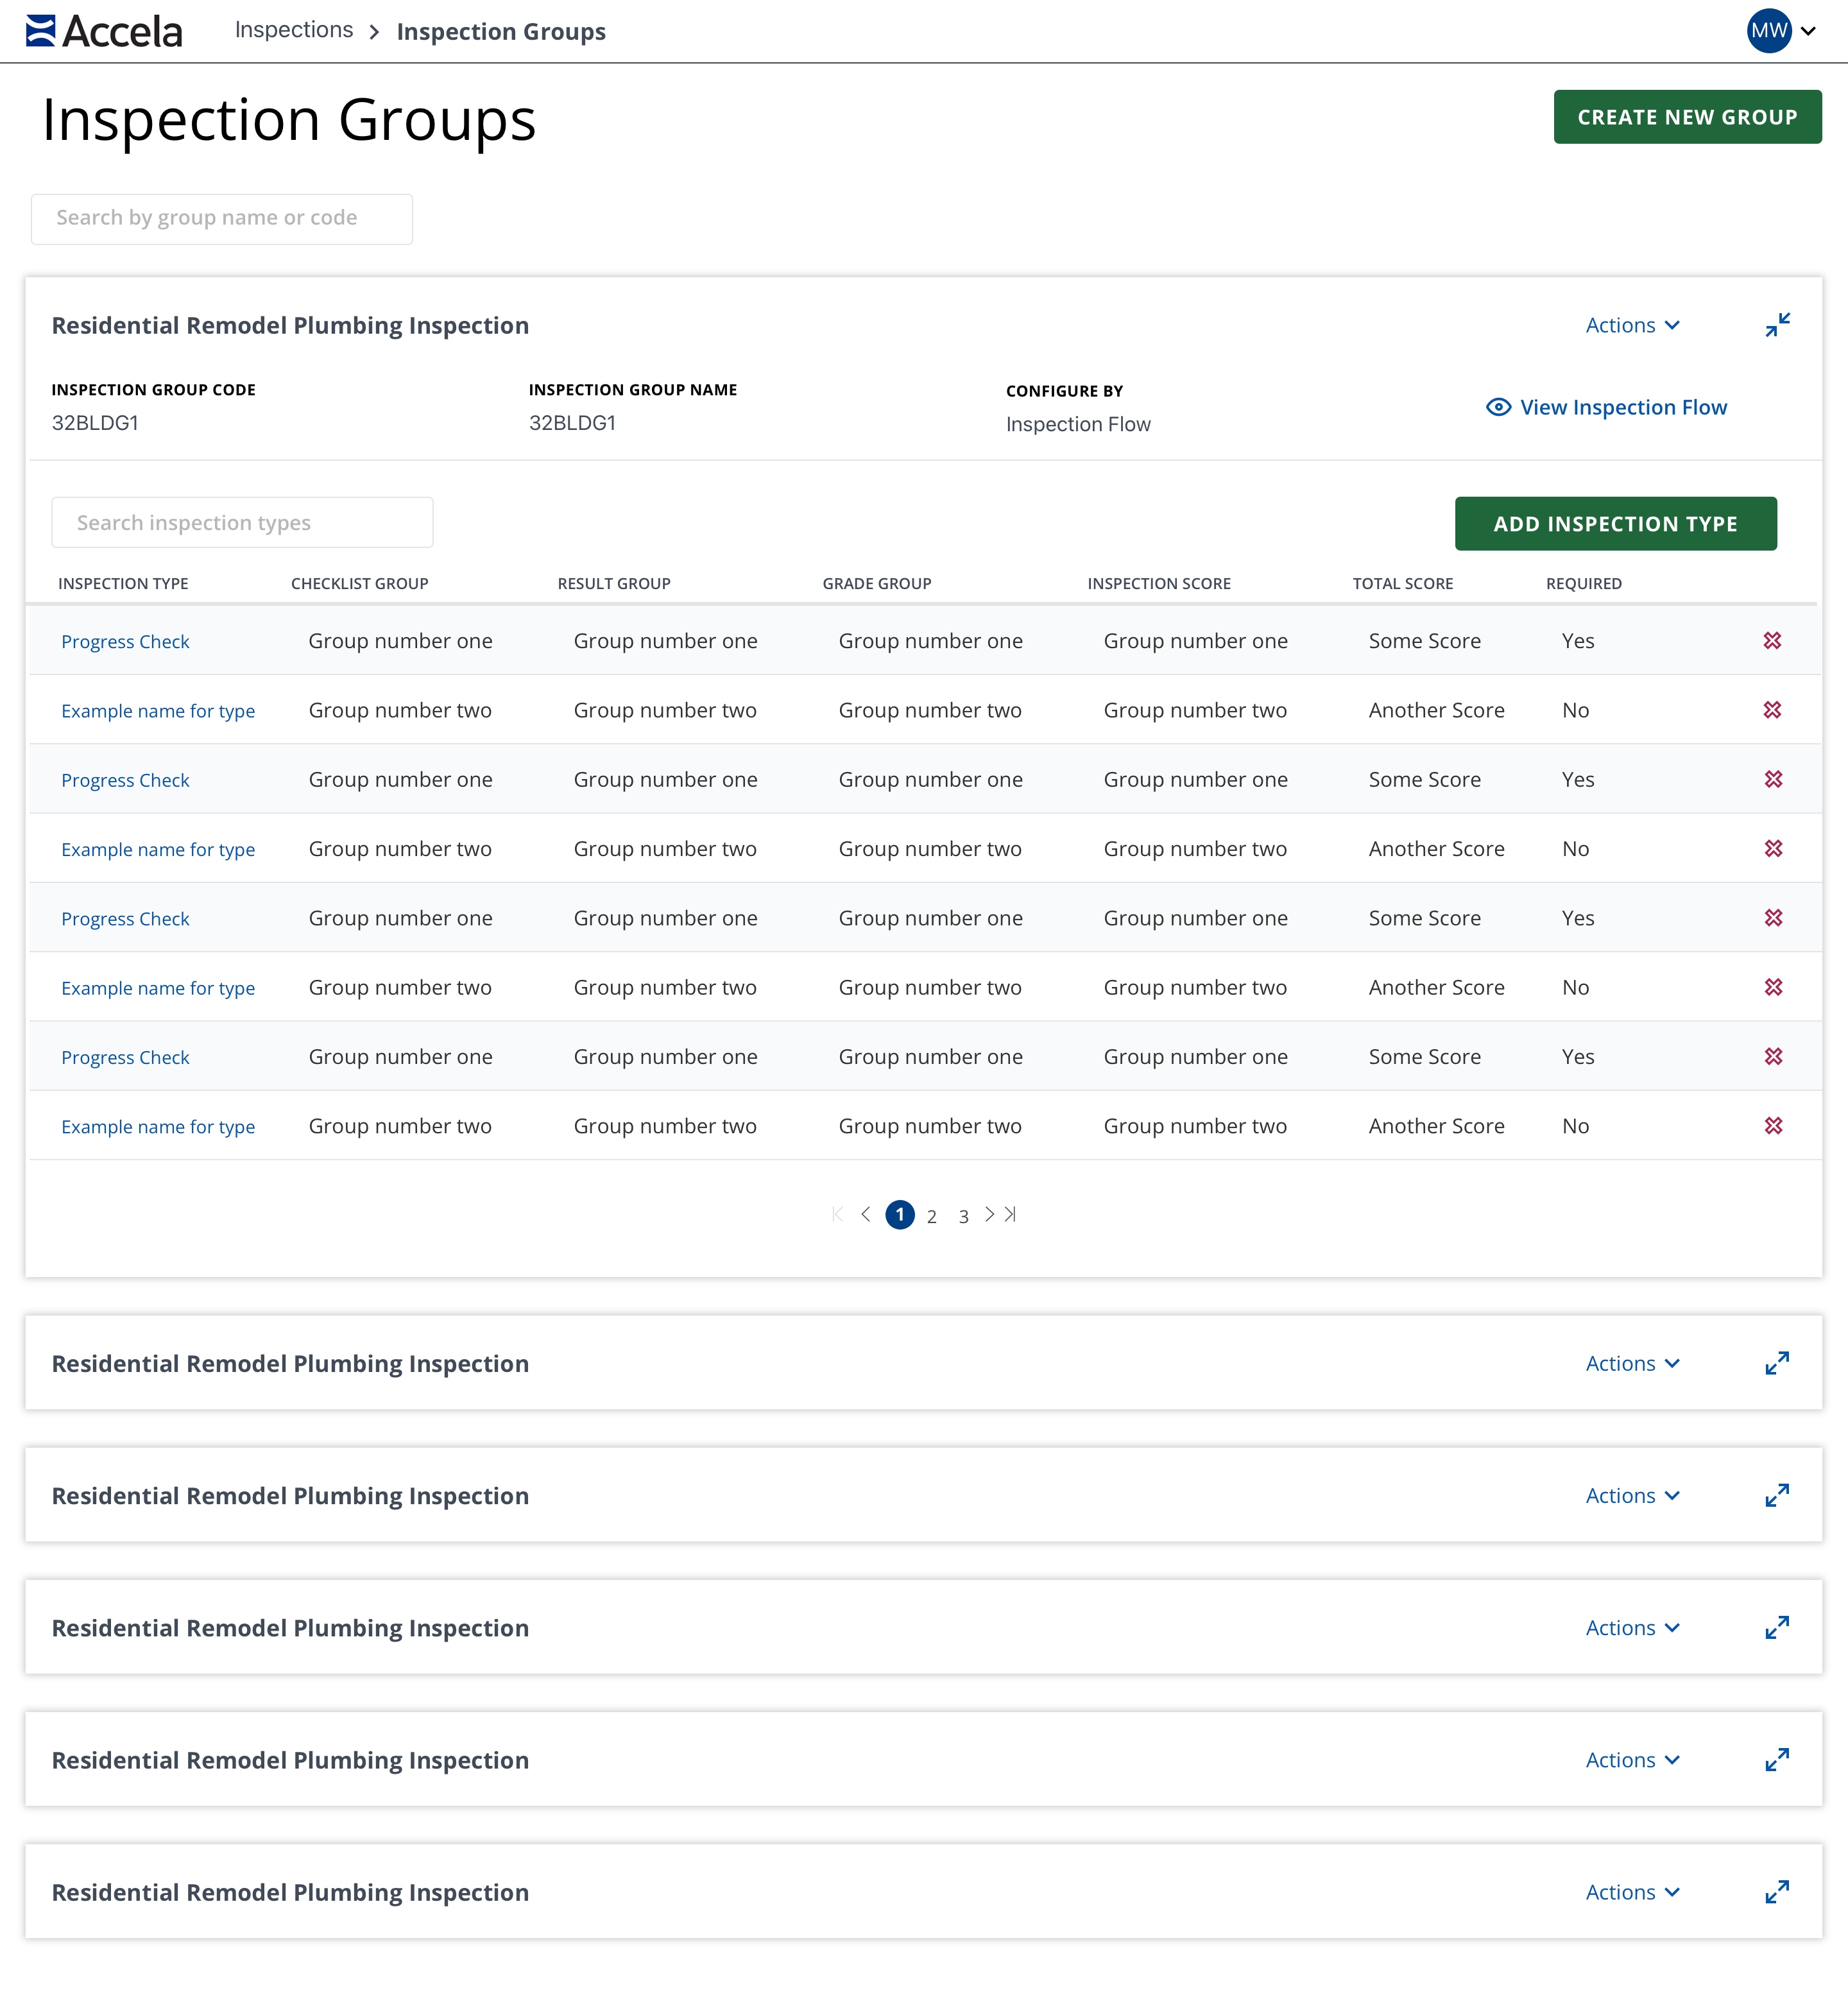 Accela Inspections Inspection Groups MW
Inspection Groups CREATE NEW GROUP
Search by group name or code
Residential Remodel Plumbing Inspection Actions
INSPECTION GROUP CODE INSPECTION GROUP NAME CONFIGURE BY
32BLDG1 32BLDG1 Inspection Flow View Inspection Flow
Search inspection types ADD INSPECTION TYPE
INSPECTION TYPE CHECKLIST GROUP RESULT GROUP GRADE GROUP INSPECTION SCORE TOTAL SCORE REQUIRED
Progress Check Group number one Group number one Group number one Group number one Some Score Yes
Example name for type Group number two Group number two Group number two Group number two Another Score No
Progress Check Group number one Group number one Group number one Group number one Some Score Yes
Example name for type Group number two Group number two Group number two Group number two Another Score No
Progress Check Group number one Group number one Group number one Group number one Some Score Yes
Example name for type Group number two Group number two Group number two Group number two Another Score No
Progress Check Group number one Group number one Group number one Group number one Some Score Yes
Example name for type Group number two Group number two Group number two Group number two Another Score No
1 2 3
Residential Remodel Plumbing Inspection Actions
Residential Remodel Plumbing Inspection Actions
Residential Remodel Plumbing Inspection Actions
Residential Remodel Plumbing Inspection Actions
Residential Remodel Plumbing Inspection Actions